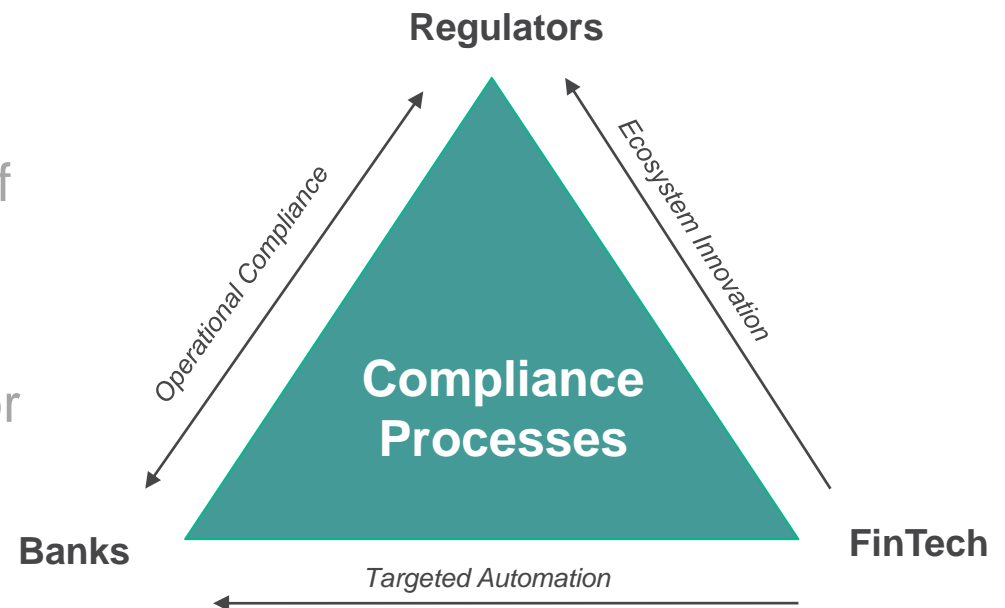 Regulators
Operational Compliance
Ecosystem Innovation
Compliance
Processes
Banks
FinTech
Targeted Automation